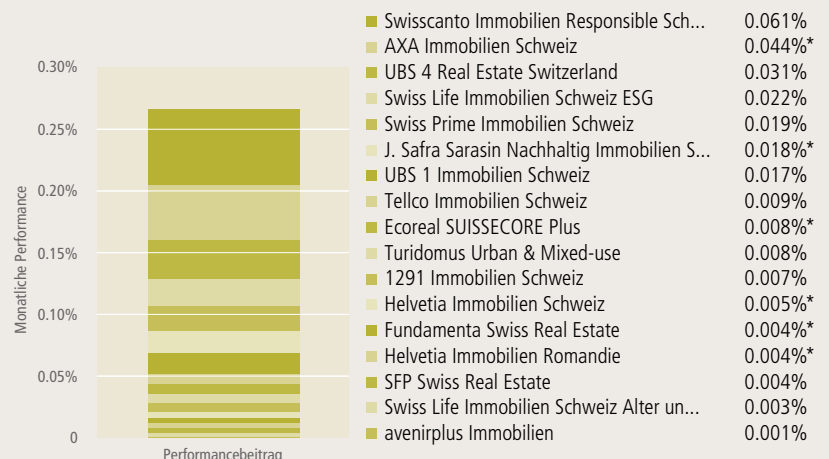 Swisscanto Immobilien Responsible Sch... 0.061%
AXA Immobilien Schweiz 0.044%*
UBS 4 Real Estate Switzerland 0.031%
Swiss Life Immobilien Schweiz ESG 0.022%
Swiss Prime Immobilien Schweiz 0.019%
J. Safra Sarasin Nachhaltig Immobilien S... 0.018%*
UBS 1 Immobilien Schweiz 0.017%
Tellco Immobilien Schweiz 0.009%
Ecoreal SUISSECORE Plus 0.008%*
Turidomus Urban & Mixed-use 0.008%
1291 Immobilien Schweiz 0.007%
Helvetia Immobilien Schweiz 0.005%*
Fundamenta Swiss Real Estate 0.004%*
Helvetia Immobilien Romandie 0.004%*
SFP Swiss Real Estate 0.004%
Swiss Life Immobilien Schweiz Alter un... 0.003%
avenirplus Immobilien 0.001%
Monatliche Performance
0.30%
0.25%
0.20%
0.15%
0.10%
0.05%
0
Performancebeitrag